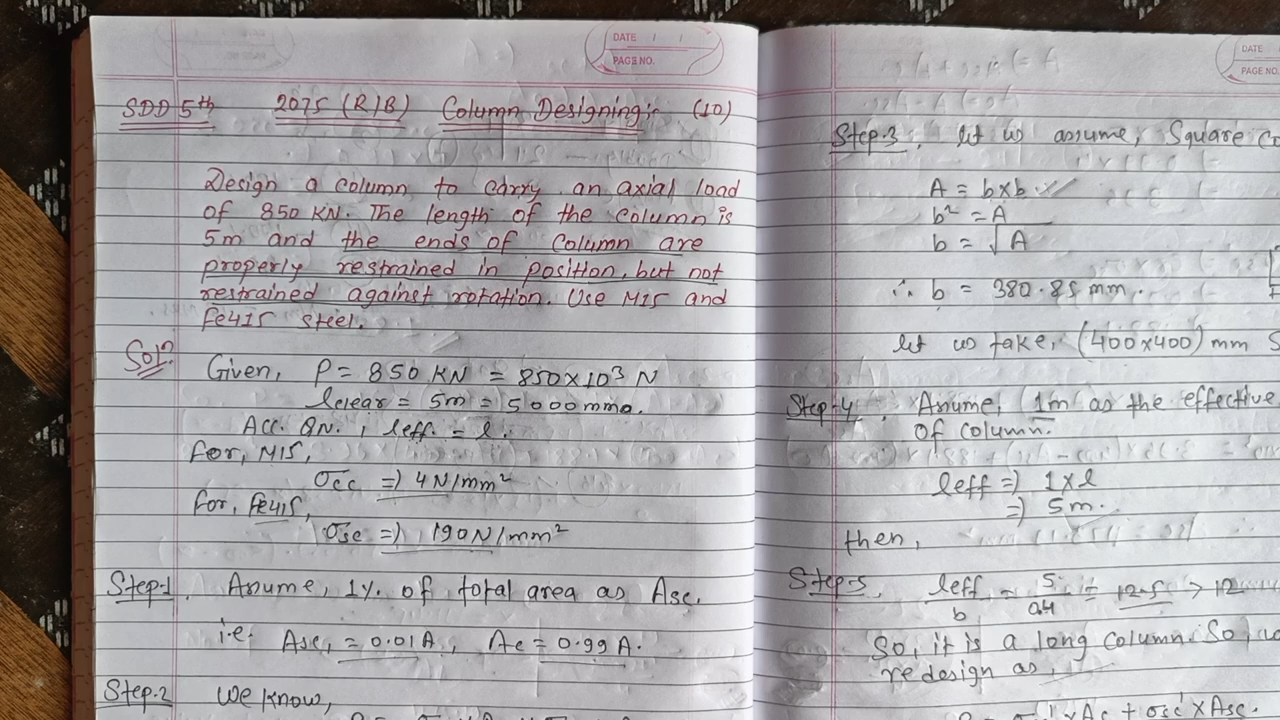 DATE / /
PAGE NO.
SDD 5th 2075 (R/B) Column Designing:- (10)
Design a column to carry an axial load
of 850 KN. The length of the column is
5m and the ends of column are
properly restrained in position, but not
restrained against rotation. Use M15 and
Fe415 steel.
Soln
Given, P = 850 KN = 850×10³ N
lclear = 5m = 5000mm.
Acc. QN., leff. = l.
for, M15,
σcc => 4N/mm²
for, Fe415,
σsc => 190N/mm²
Step-1. Assume, 1% of total area as Asc.
i.e. Asc, = 0.01A, Ac = 0.99A.
Step-2 We know,
DATE
PAGE NO.
Step-3. let us assume, Square
A = b×b.
b² = A
b = √A
∴ b = 380.85 mm.
let us take, (400×400) mm
Step-4. Assume, 1m as the effective
of column.
leff => 1×l
=> 5m.
then,
Step-5 leff/b = 5/0.4 = 12.5 > 12
So, it is a long column. So,
redesign as,
× Ac + σsc' × Asc.